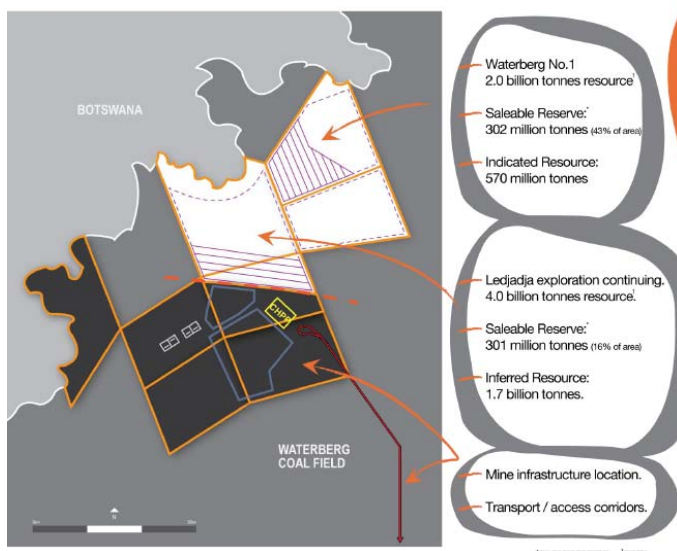 BOTSWANA
CHPP
WATERBERG
COAL FIELD
N
Waterberg No.1
2.0 billion tonnes resource†
Saleable Reserve:*
302 million tonnes (43% of area)
Indicated Resource:
570 million tonnes
Ledjadja exploration continuing.
4.0 billion tonnes resource.†
Saleable Reserve:*
301 million tonnes (16% of area)
Inferred Resource:
1.7 billion tonnes.
Mine infrastructure location.
Transport / access corridors.